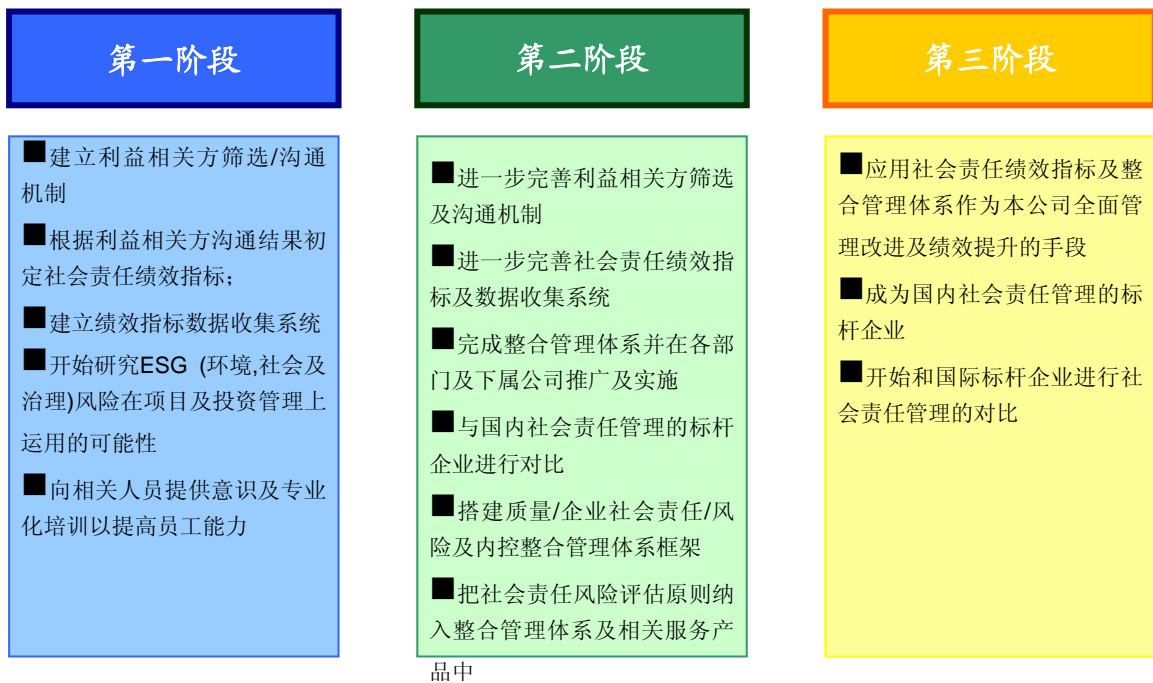 第一阶段
■建立利益相关方筛选/沟通
机制
■根据利益相关方沟通结果初
定社会责任绩效指标；
■建立绩效指标数据收集系统
■开始研究ESG (环境,社会及
治理)风险在项目及投资管理上
运用的可能性
■向相关人员提供意识及专业
化培训以提高员工能力
第二阶段
■进一步完善利益相关方筛选
及沟通机制
■进一步完善社会责任绩效指
标及数据收集系统
■完成整合管理体系并在各部
门及下属公司推广及实施
■与国内社会责任管理的标杆
企业进行对比
■搭建质量/企业社会责任/风
险及内控整合管理体系框架
■把社会责任风险评估原则纳
入整合管理体系及相关服务产
品中
第三阶段
■应用社会责任绩效指标及整
合管理体系作为本公司全面管
理改进及绩效提升的手段
■成为国内社会责任管理的标
杆企业
■开始和国际标杆企业进行社
会责任管理的对比